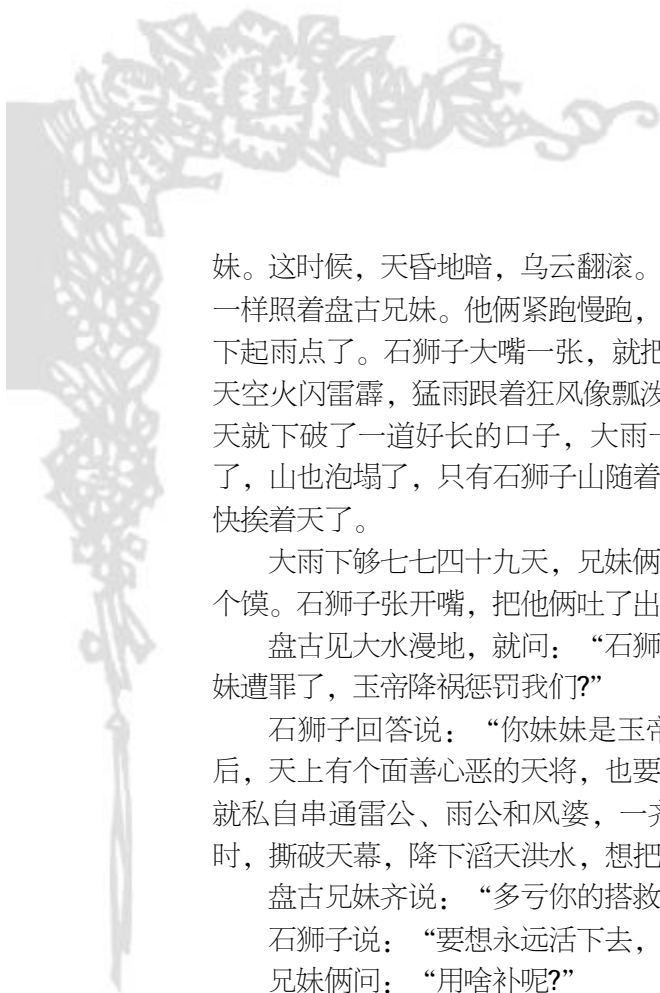 妹。这时候，天昏地暗，乌云翻滚。
一样照着盘古兄妹。他俩紧跑慢跑，
下起雨点了。石狮子大嘴一张，就把
天空火闪雷霹，猛雨跟着狂风像瓢泼
天就下破了一道好长的口子，大雨一
了，山也泡塌了，只有石狮子山随着
快挨着天了。
大雨下够七七四十九天，兄妹俩
个馍。石狮子张开嘴，把他俩吐了出
盘古见大水漫地，就问：“石狮
妹遭罪了，玉帝降祸惩罚我们?”
石狮子回答说：“你妹妹是玉帝
后，天上有个面善心恶的天将，也要
就私自串通雷公、雨公和风婆，一齐
时，撕破天幕，降下滔天洪水，想把
盘古兄妹齐说：“多亏你的搭救
石狮子说：“要想永远活下去，
兄妹俩问：“用啥补呢?”